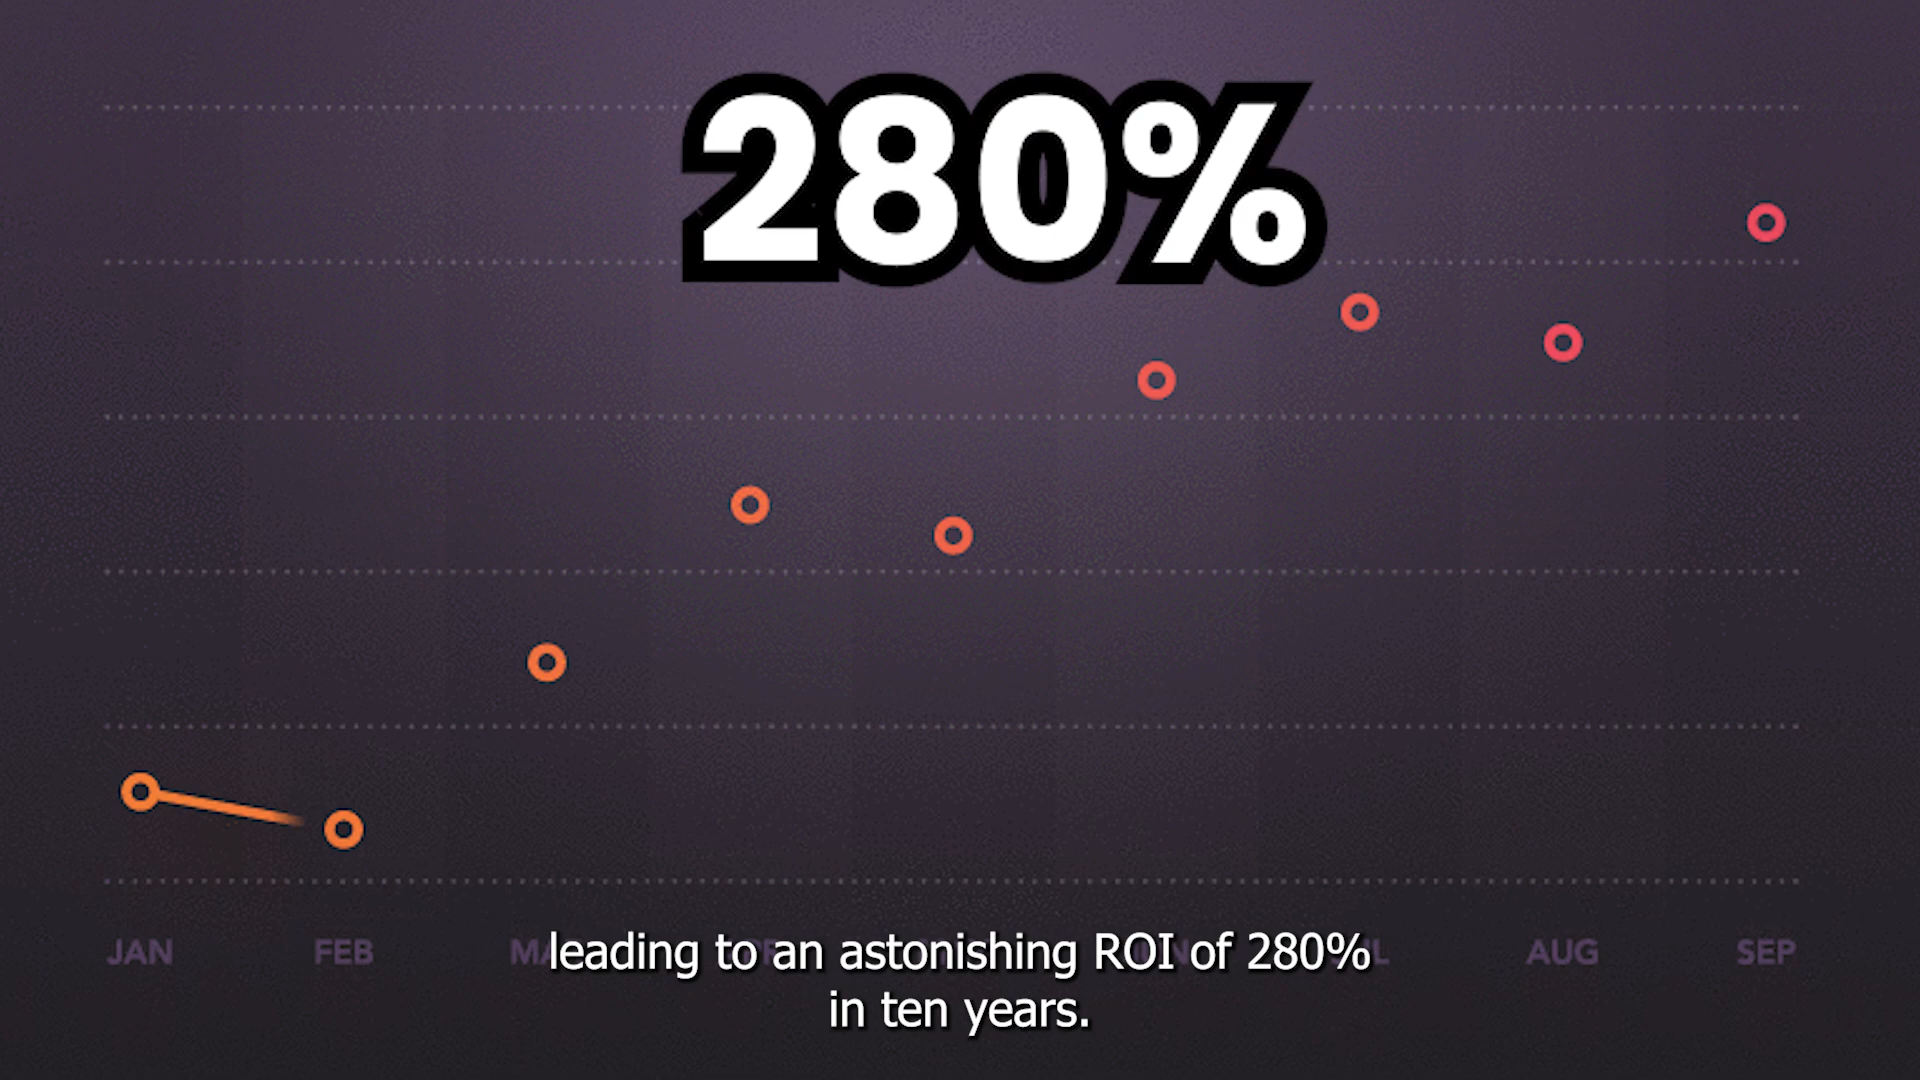 280%
JAN FEB AUG SEP
leading to an astonishing ROI of 280%
in ten years.